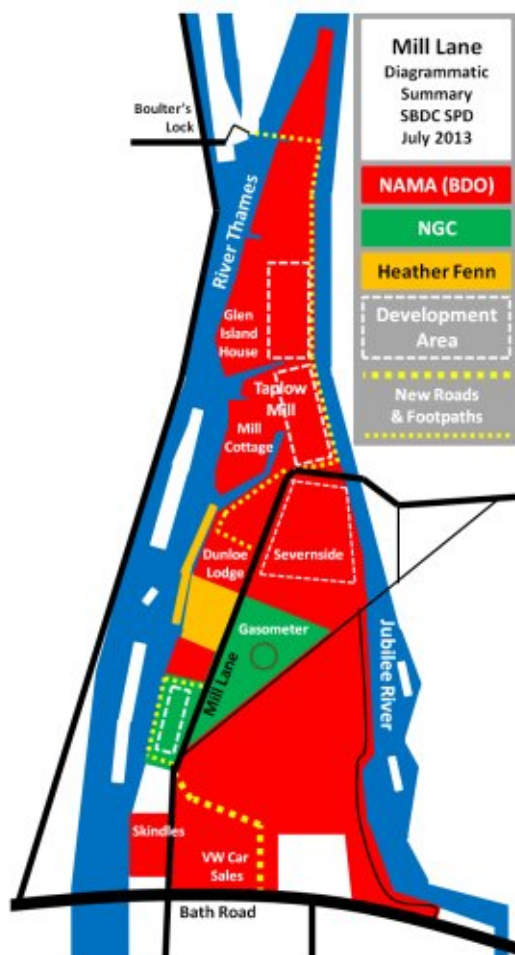 Mill Lane
Diagrammatic
Summary
SBDC SPD
July 2013
NAMA (BDO)
NGC
Heather Fenn
Development
Area
New Roads
& Footpaths
Boulter's
Lock
River Thames
Glen
Island
House
Taplow
Mill
Mill
Cottage
Dunloe
Lodge
Severnside
Gasometer
Mill Lane
Jubilee River
Skindles
VW Car
Sales
Bath Road